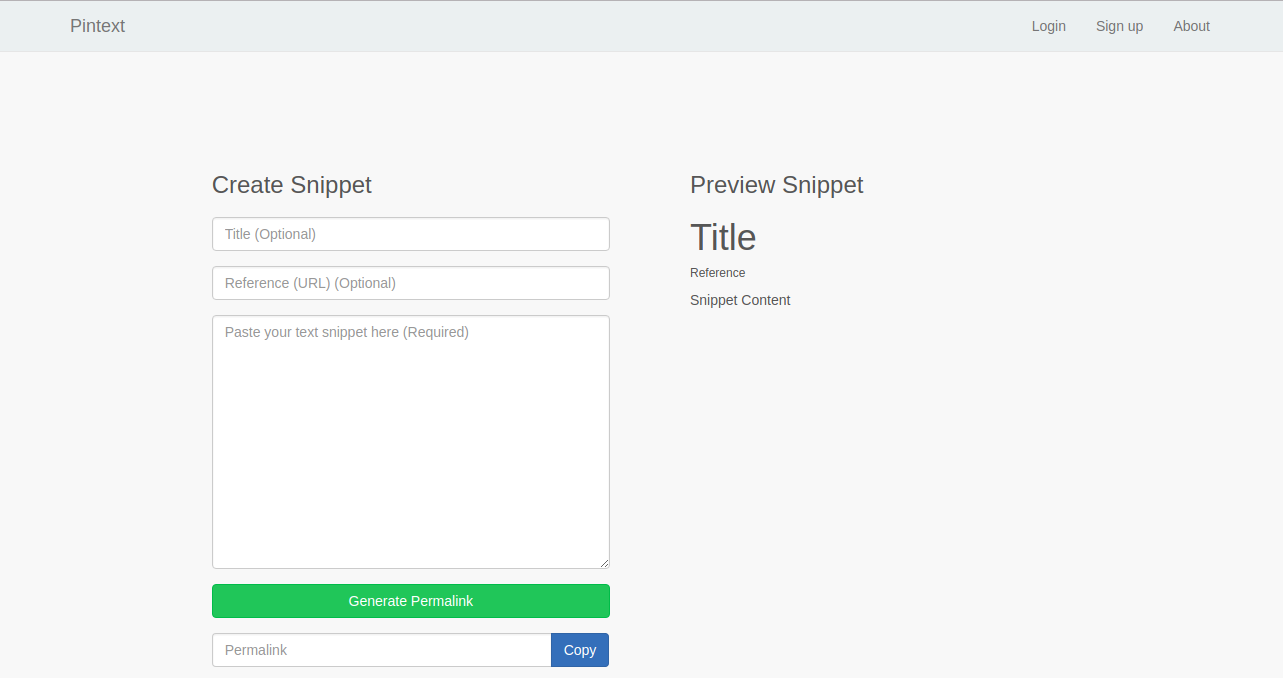 Pintext
Login
Sign up
About
Create Snippet
Title (Optional)
Reference (URL) (Optional)
Paste your text snippet here (Required)
Generate Permalink
Permalink
Copy
Preview Snippet
Title
Reference
Snippet Content